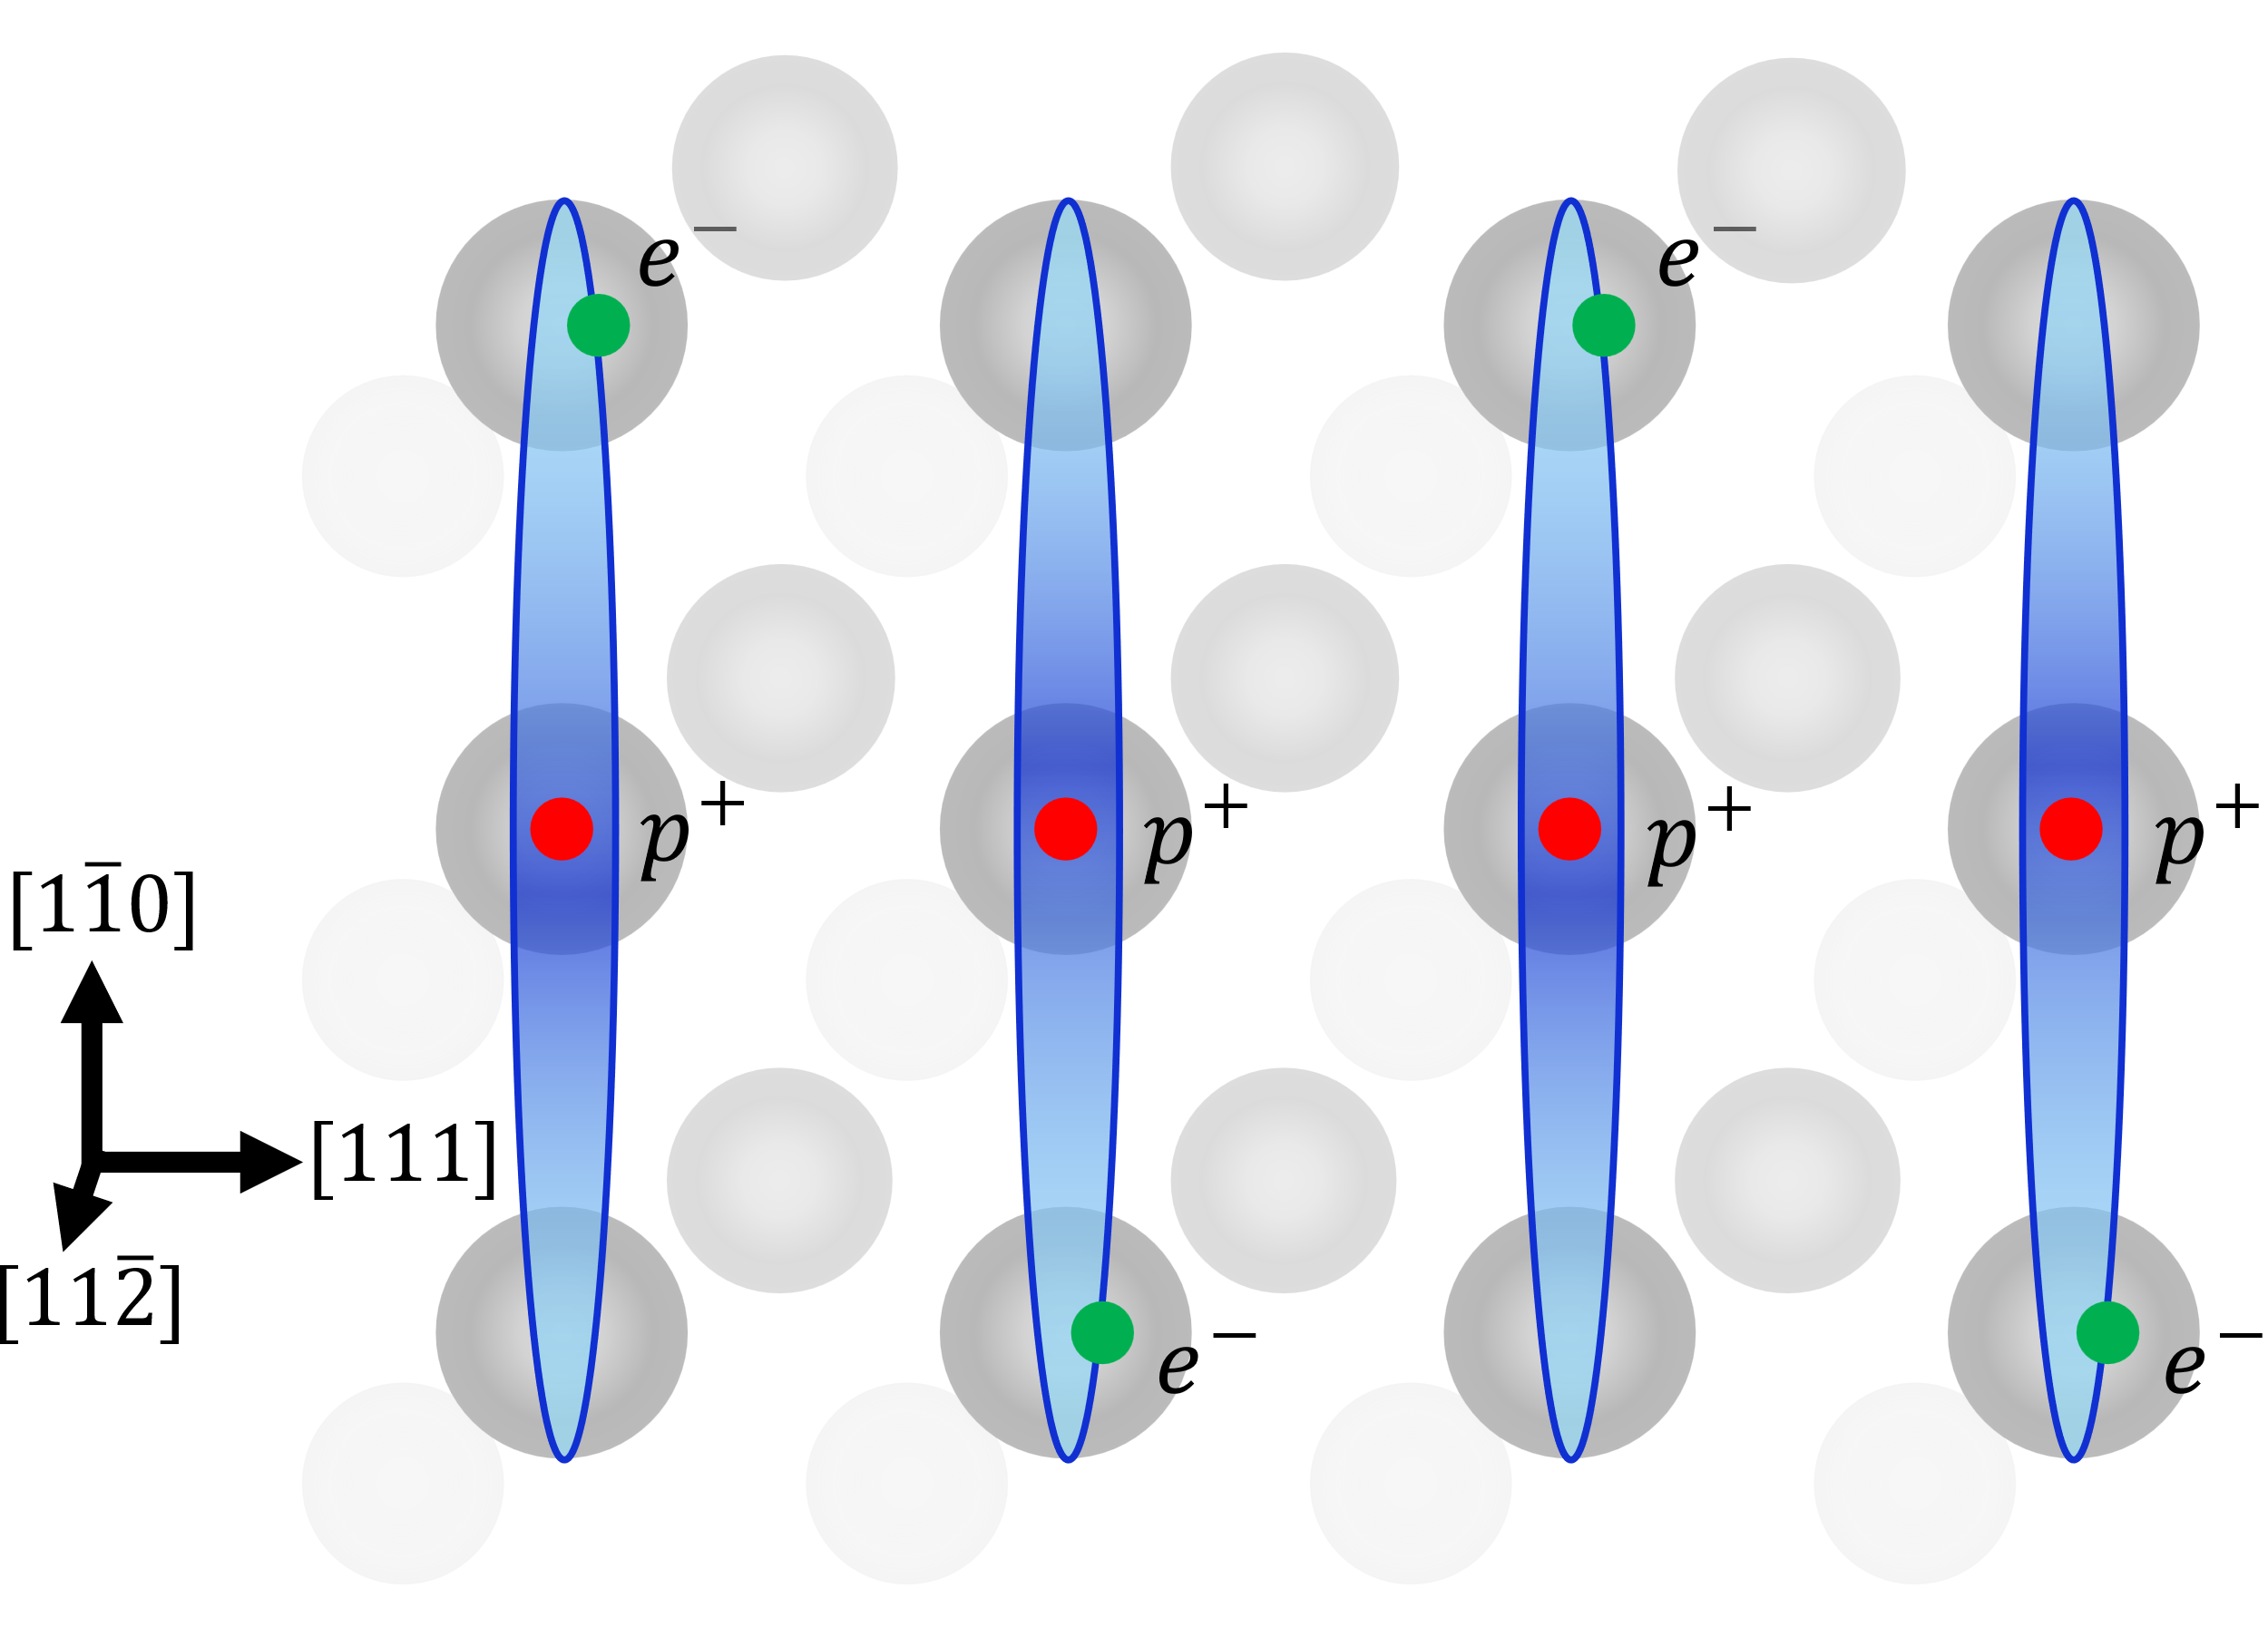 e⁻ e⁻
p⁺ p⁺ p⁺ p⁺
[11̅0]
[111]
[112̅]
e⁻ e⁻